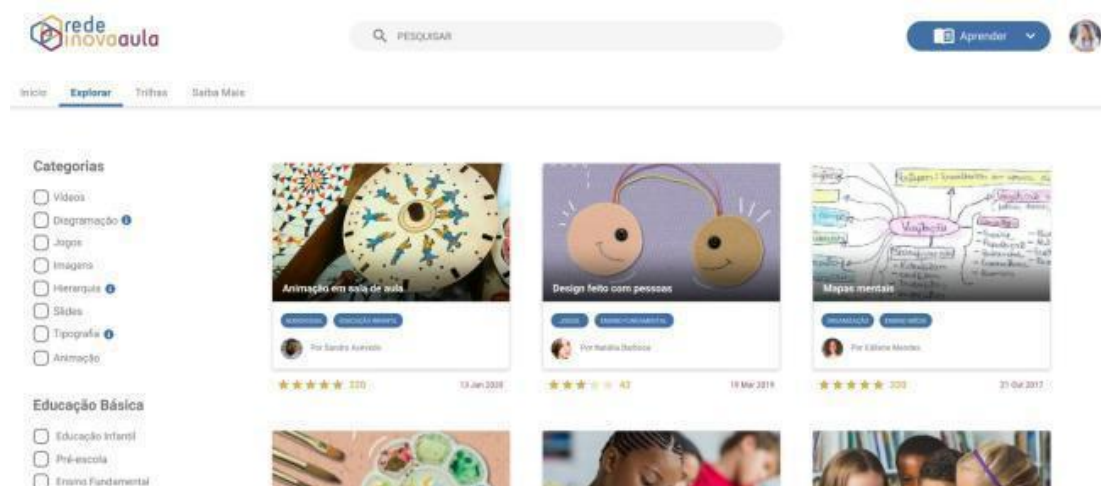 rede
inovaaula
PESQUISAR
Aprender
Início Explorar Trilhas Saiba Mais
Categorias
Vídeos
Diagramação
Jogos
Imagens
Hierarquia
Slides
Tipografia
Animação
Educação Básica
Educação Infantil
Pré-escola
Ensino Fundamental
Animação em sala de aula
EDUCAÇÃO INFANTIL
Por Sandra Azevedo
220
13 Jan 2020
Design feito com pessoas
JOGOS ENSINO FUNDAMENTAL
Por Natália Barbosa
42
19 Mar 2019
Vegetação
Mapas mentais
ORGANIZAÇÃO ENSINO MÉDIO
Mendes
21 Out 2017